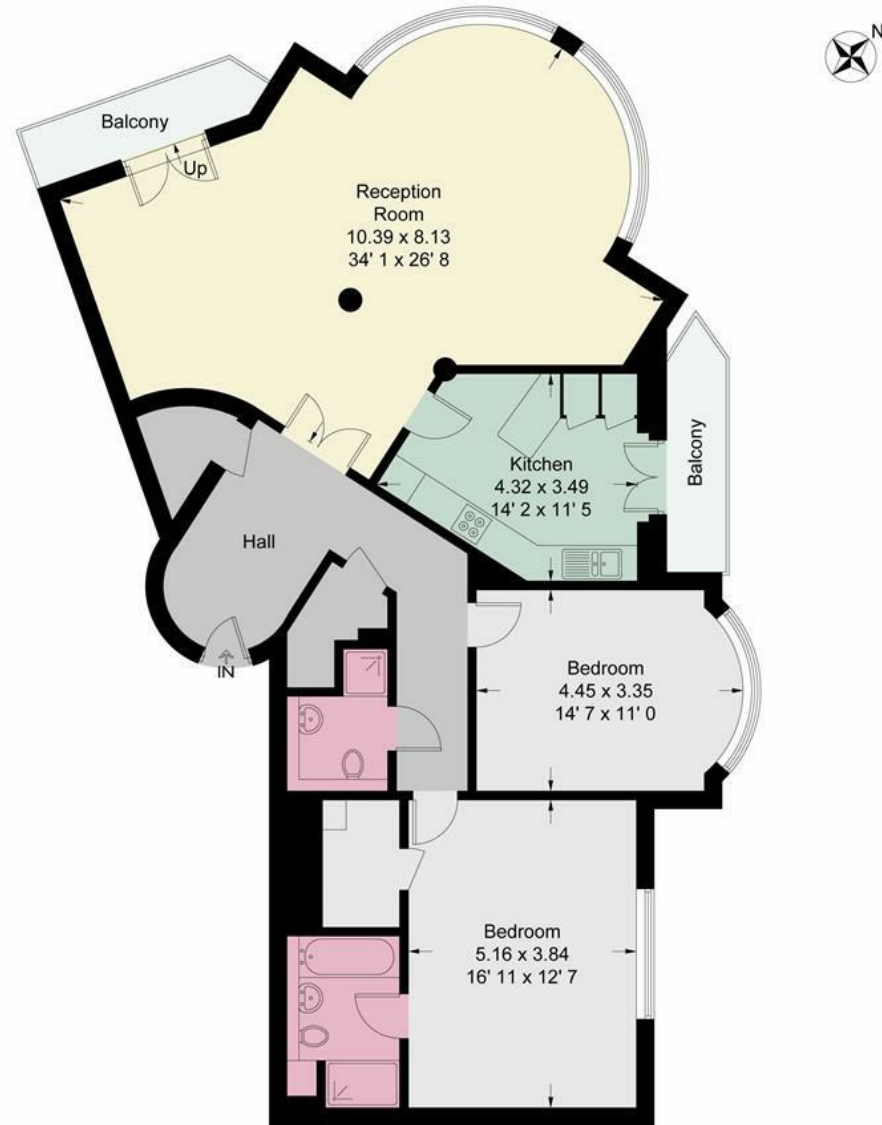 N
Balcony
Up
Reception
Room
10.39 x 8.13
34' 1 x 26' 8
Kitchen
4.32 x 3.49
14' 2 x 11' 5
Balcony
Hall
IN
Bedroom
4.45 x 3.35
14' 7 x 11' 0
Bedroom
5.16 x 3.84
16' 11 x 12' 7